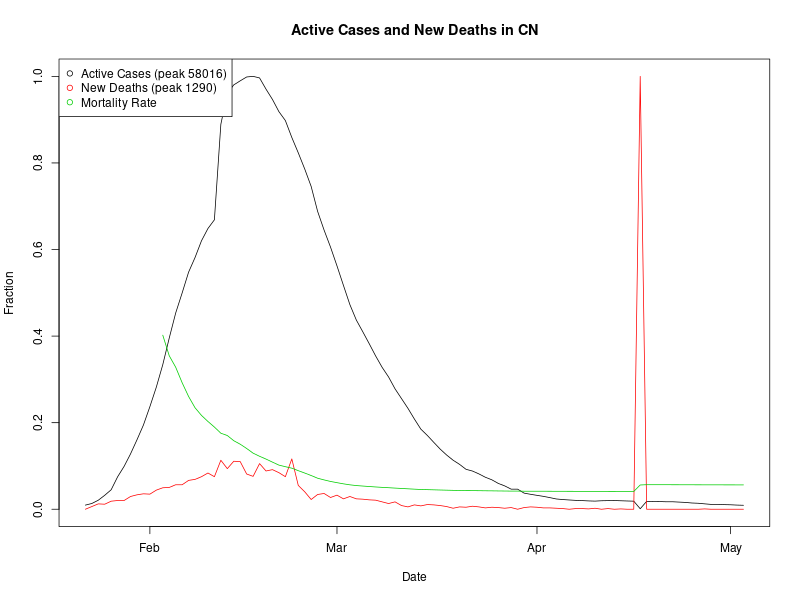 Active Cases and New Deaths in CN
Active Cases (peak 58016)
New Deaths (peak 1290)
Mortality Rate
1.0
0.8
0.6
0.4
0.2
0.0
Fraction
Feb Mar Apr May
Date